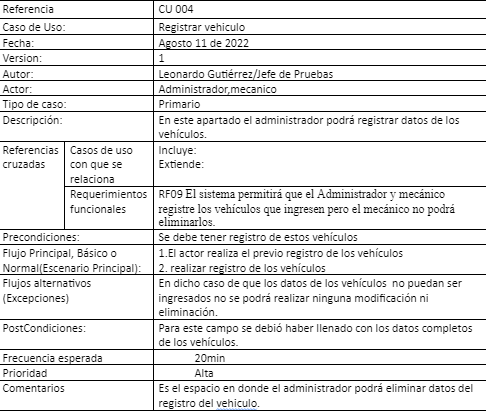 Referencia CU 004
Caso de Uso: Registrar vehiculo
Fecha: Agosto 11 de 2022
Version: 1
Autor: Leonardo Gutiérrez/Jefe de Pruebas
Actor: Administrador,mecanico
Tipo de caso: Primario
Descripción: En este apartado el administrador podrá registrar datos de los
vehículos.
Referencias Casos de uso Incluye:
cruzadas con que se Extiende:
relaciona
Requerimientos RF09 El sistema permitirá que el Administrador y mecánico
funcionales registre los vehículos que ingresen pero el mecánico no podrá
eliminarlos.
Precondiciones: Se debe tener registro de estos vehículos
Flujo Principal, Básico o 1.El actor realiza el previo registro de los vehículos
Normal(Escenario Principal): 2. realizar registro de los vehículos
Flujos alternativos En dicho caso de que los datos de los vehículos no puedan ser
(Excepciones) ingresados no se podrá realizar ninguna modificación ni
eliminación.
PostCondiciones: Para este campo se debió haber llenado con los datos completos
de los vehículos.
Frecuencia esperada 20min
Prioridad Alta
Comentarios Es el espacio en donde el administrador podrá eliminar datos del
registro del vehiculo.